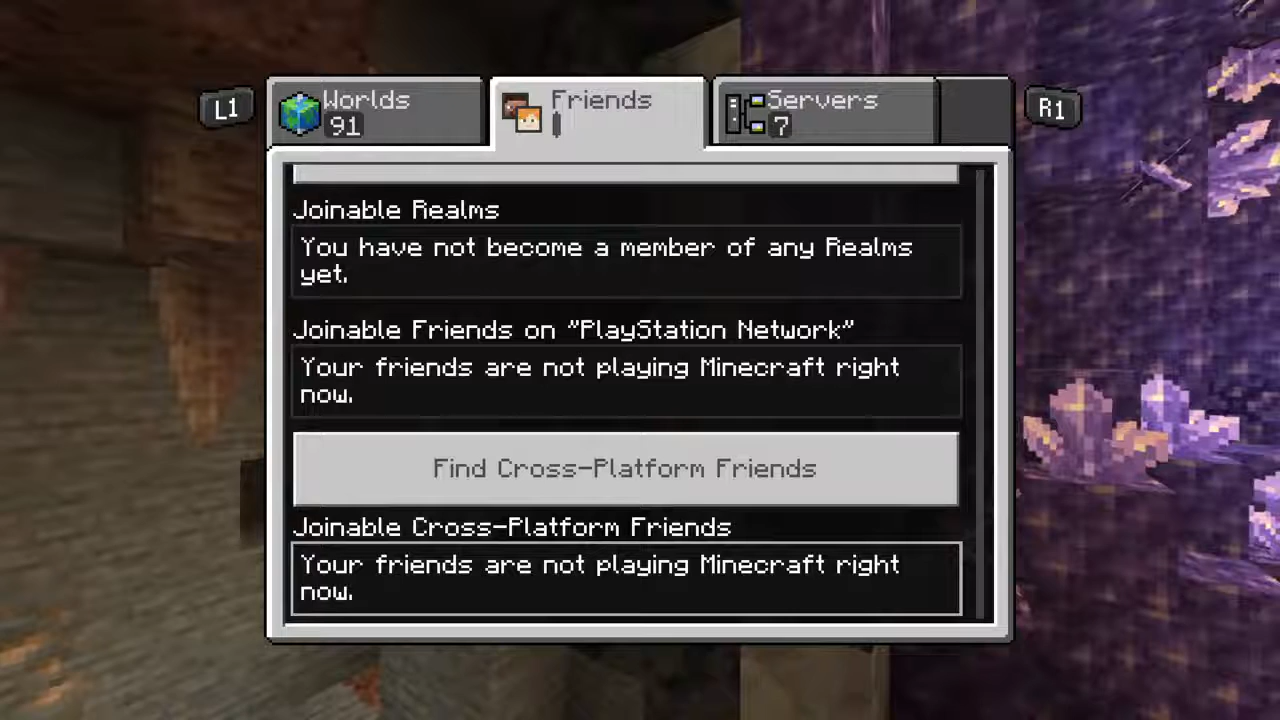 L1
Worlds
91
Friends
Servers
7
R1
Joinable Realms
You have not become a member of any Realms
yet.
Joinable Friends on "PlayStation Network"
Your friends are not playing Minecraft right
now.
Find Cross-Platform Friends
Joinable Cross-Platform Friends
Your friends are not playing Minecraft right
now.